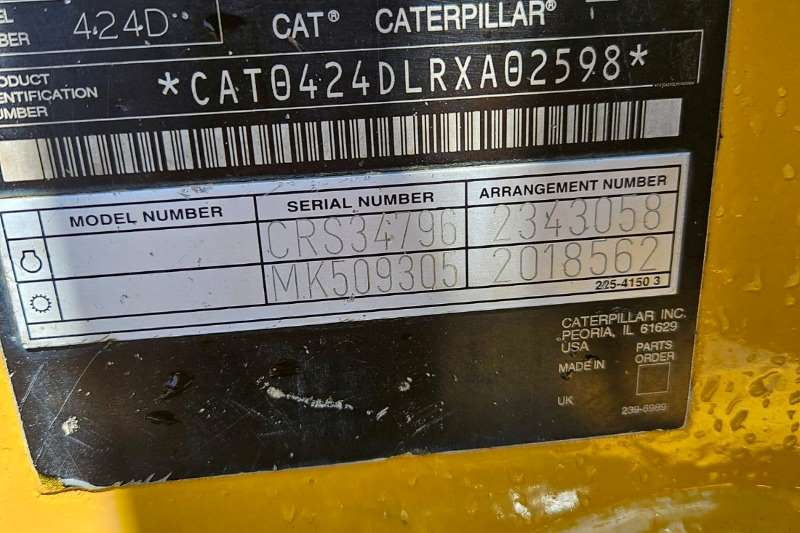 424D CAT® CATERPILLAR®
*CAT0424DLRXA02598*
MODEL NUMBER SERIAL NUMBER ARRANGEMENT NUMBER
CRS34796 2343058
MK509305 2018562
225-4150 3
CATERPILLAR INC.
PEORIA, IL 61629
USA
PARTS
ORDER
MADE IN
UK
239-6989